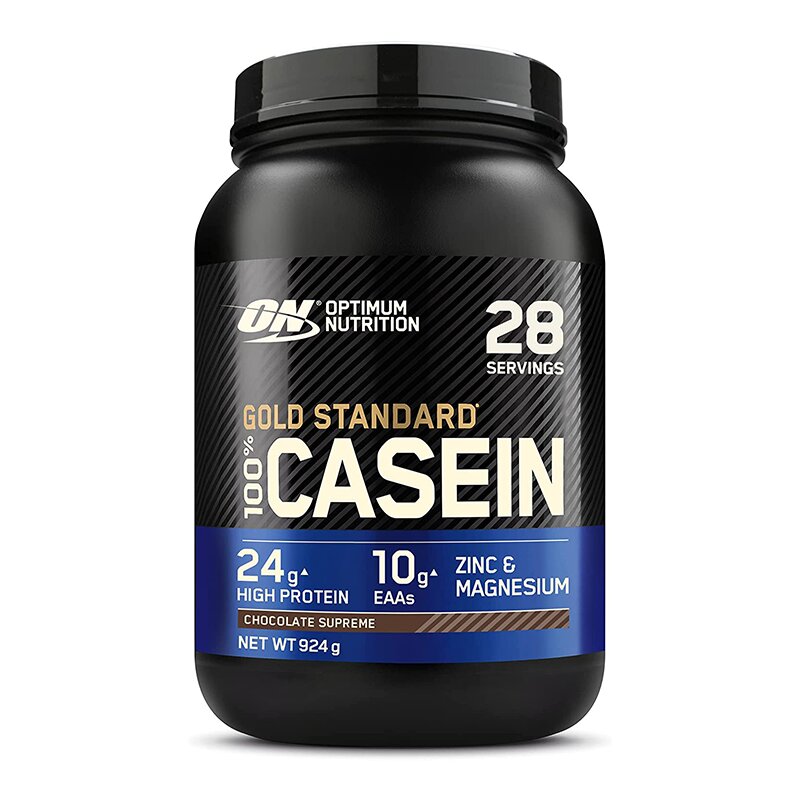 ON® OPTIMUM
NUTRITION
28
SERVINGS
GOLD STANDARD
100% CASEIN
24g▲
HIGH PROTEIN
10g▲
EAAs
ZINC &
MAGNESIUM
CHOCOLATE SUPREME
NET WT 924 g